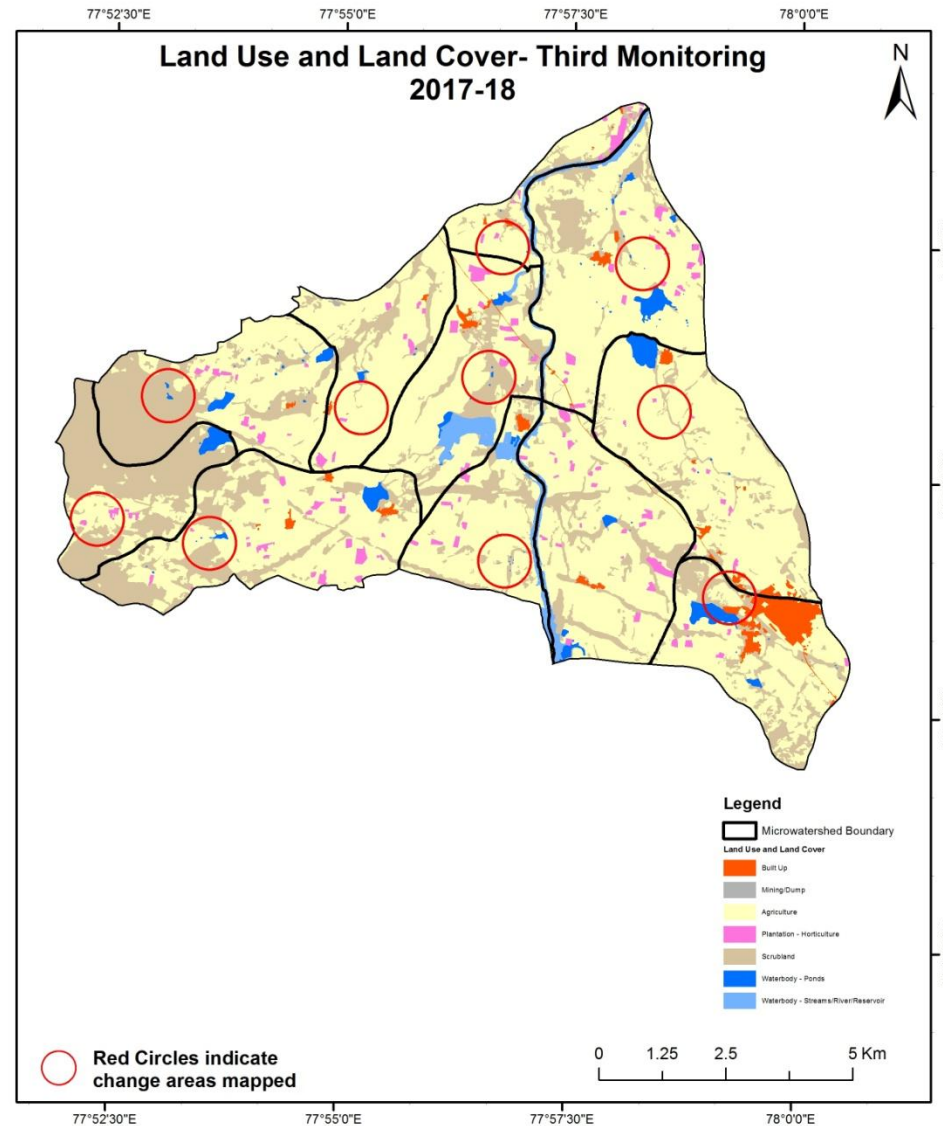 77°52'30"E 77°55'0"E 77°57'30"E 78°0'0"E
Land Use and Land Cover- Third Monitoring
2017-18
N
Legend
Microwatershed Boundary
Land Use and Land Cover
Built Up
Mining/Dump
Agriculture
Plantation - Horticulture
Scrubland
Waterbody - Ponds
Waterbody - Streams/River/Reservoir
Red Circles indicate
change areas mapped
0 1.25 2.5 5 Km
77°52'30"E 77°55'0"E 77°57'30"E 78°0'0"E